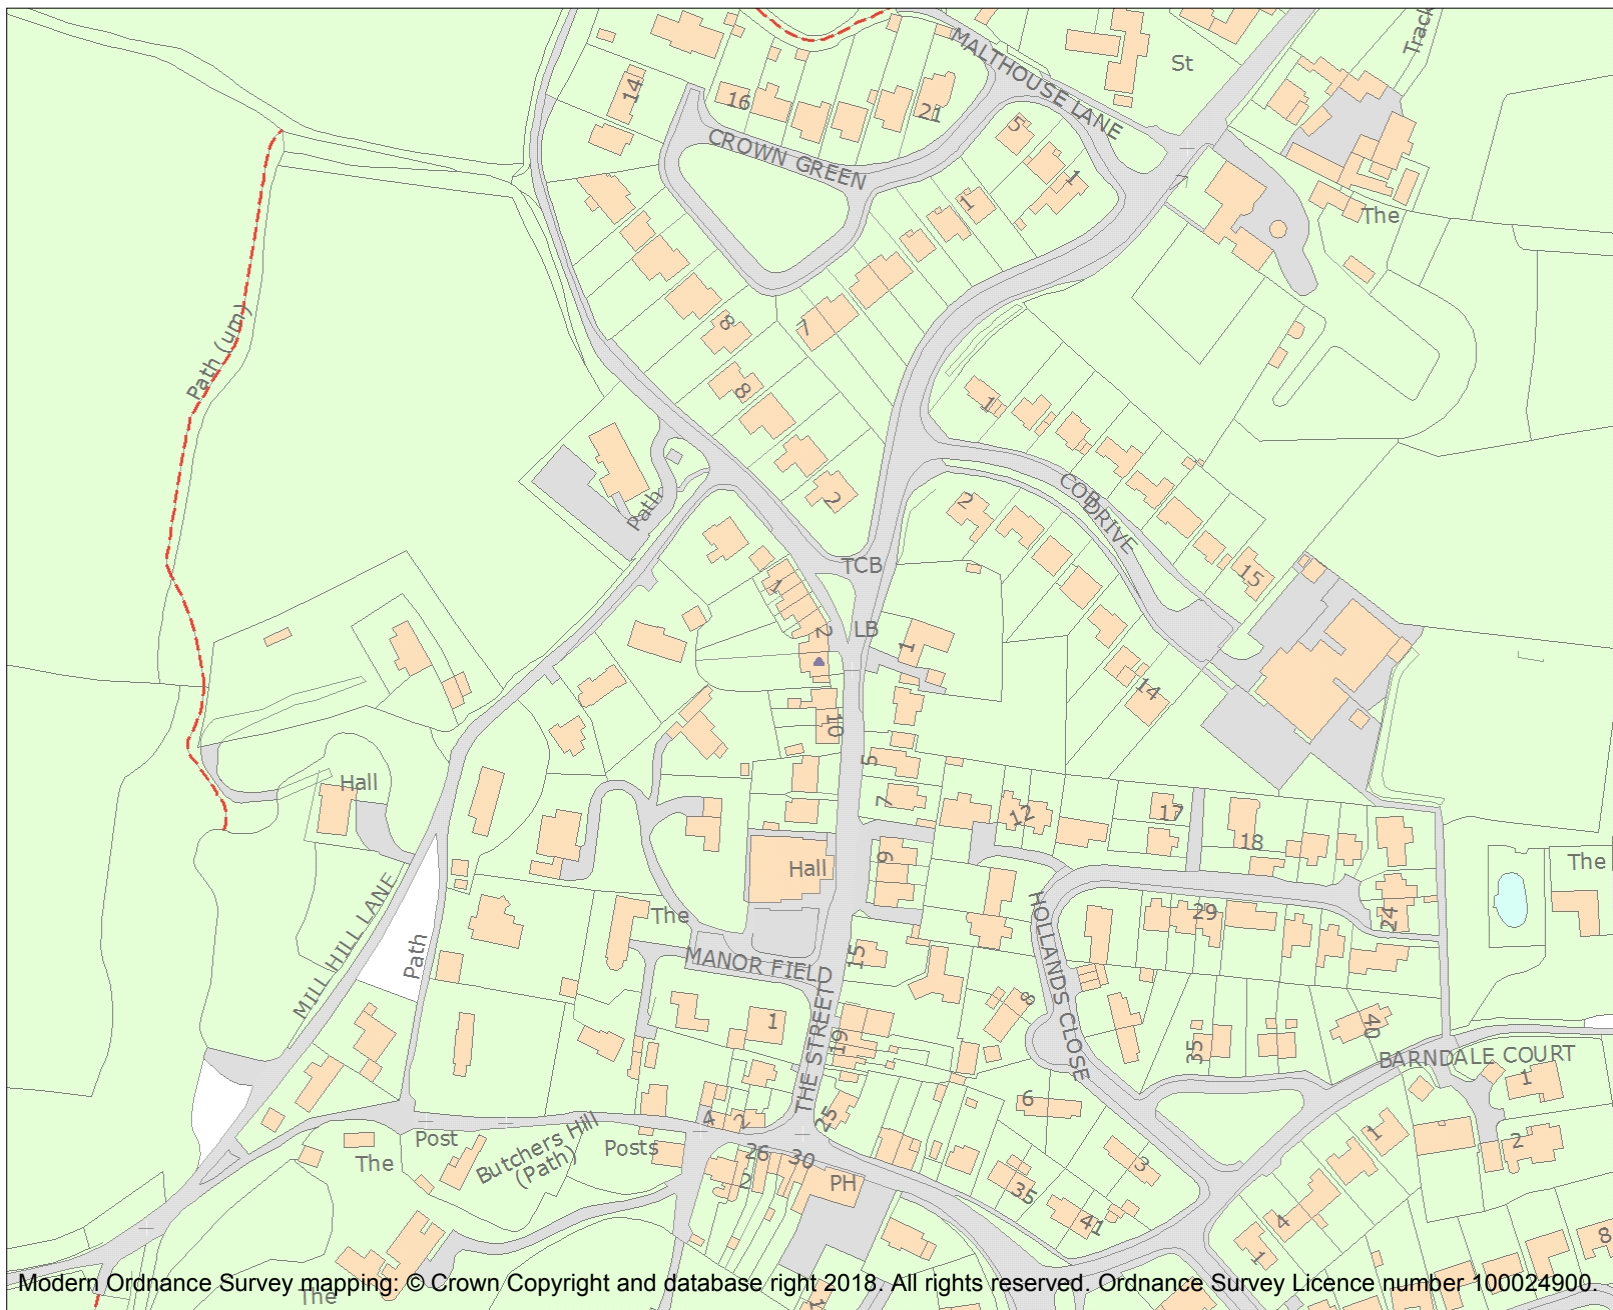 Track
MALTHOUSE LANE
St
14
16
21
5
CROWN GREEN
1
1
The
Path (um)
8
7
8
1
2
COB DRIVE
2
Path
TCB
15
1
2
LB
1
14
10
5
Hall
7
12
17
18
Hall
9
The
MILL HILL LANE
The
HOLLANDS CLOSE
29
24
Path
MANOR FIELD
15
8
1
THE STREET
19
35
40
BARNDALE COURT
6
1
4
2
25
Post
Butchers Hill
(Path)
Posts
26
30
The
2
PH
35
3
1
2
41
4
1
8
The
1
Modern Ordnance Survey mapping: © Crown Copyright and database right 2018. All rights reserved. Ordnance Survey Licence number 100024900.